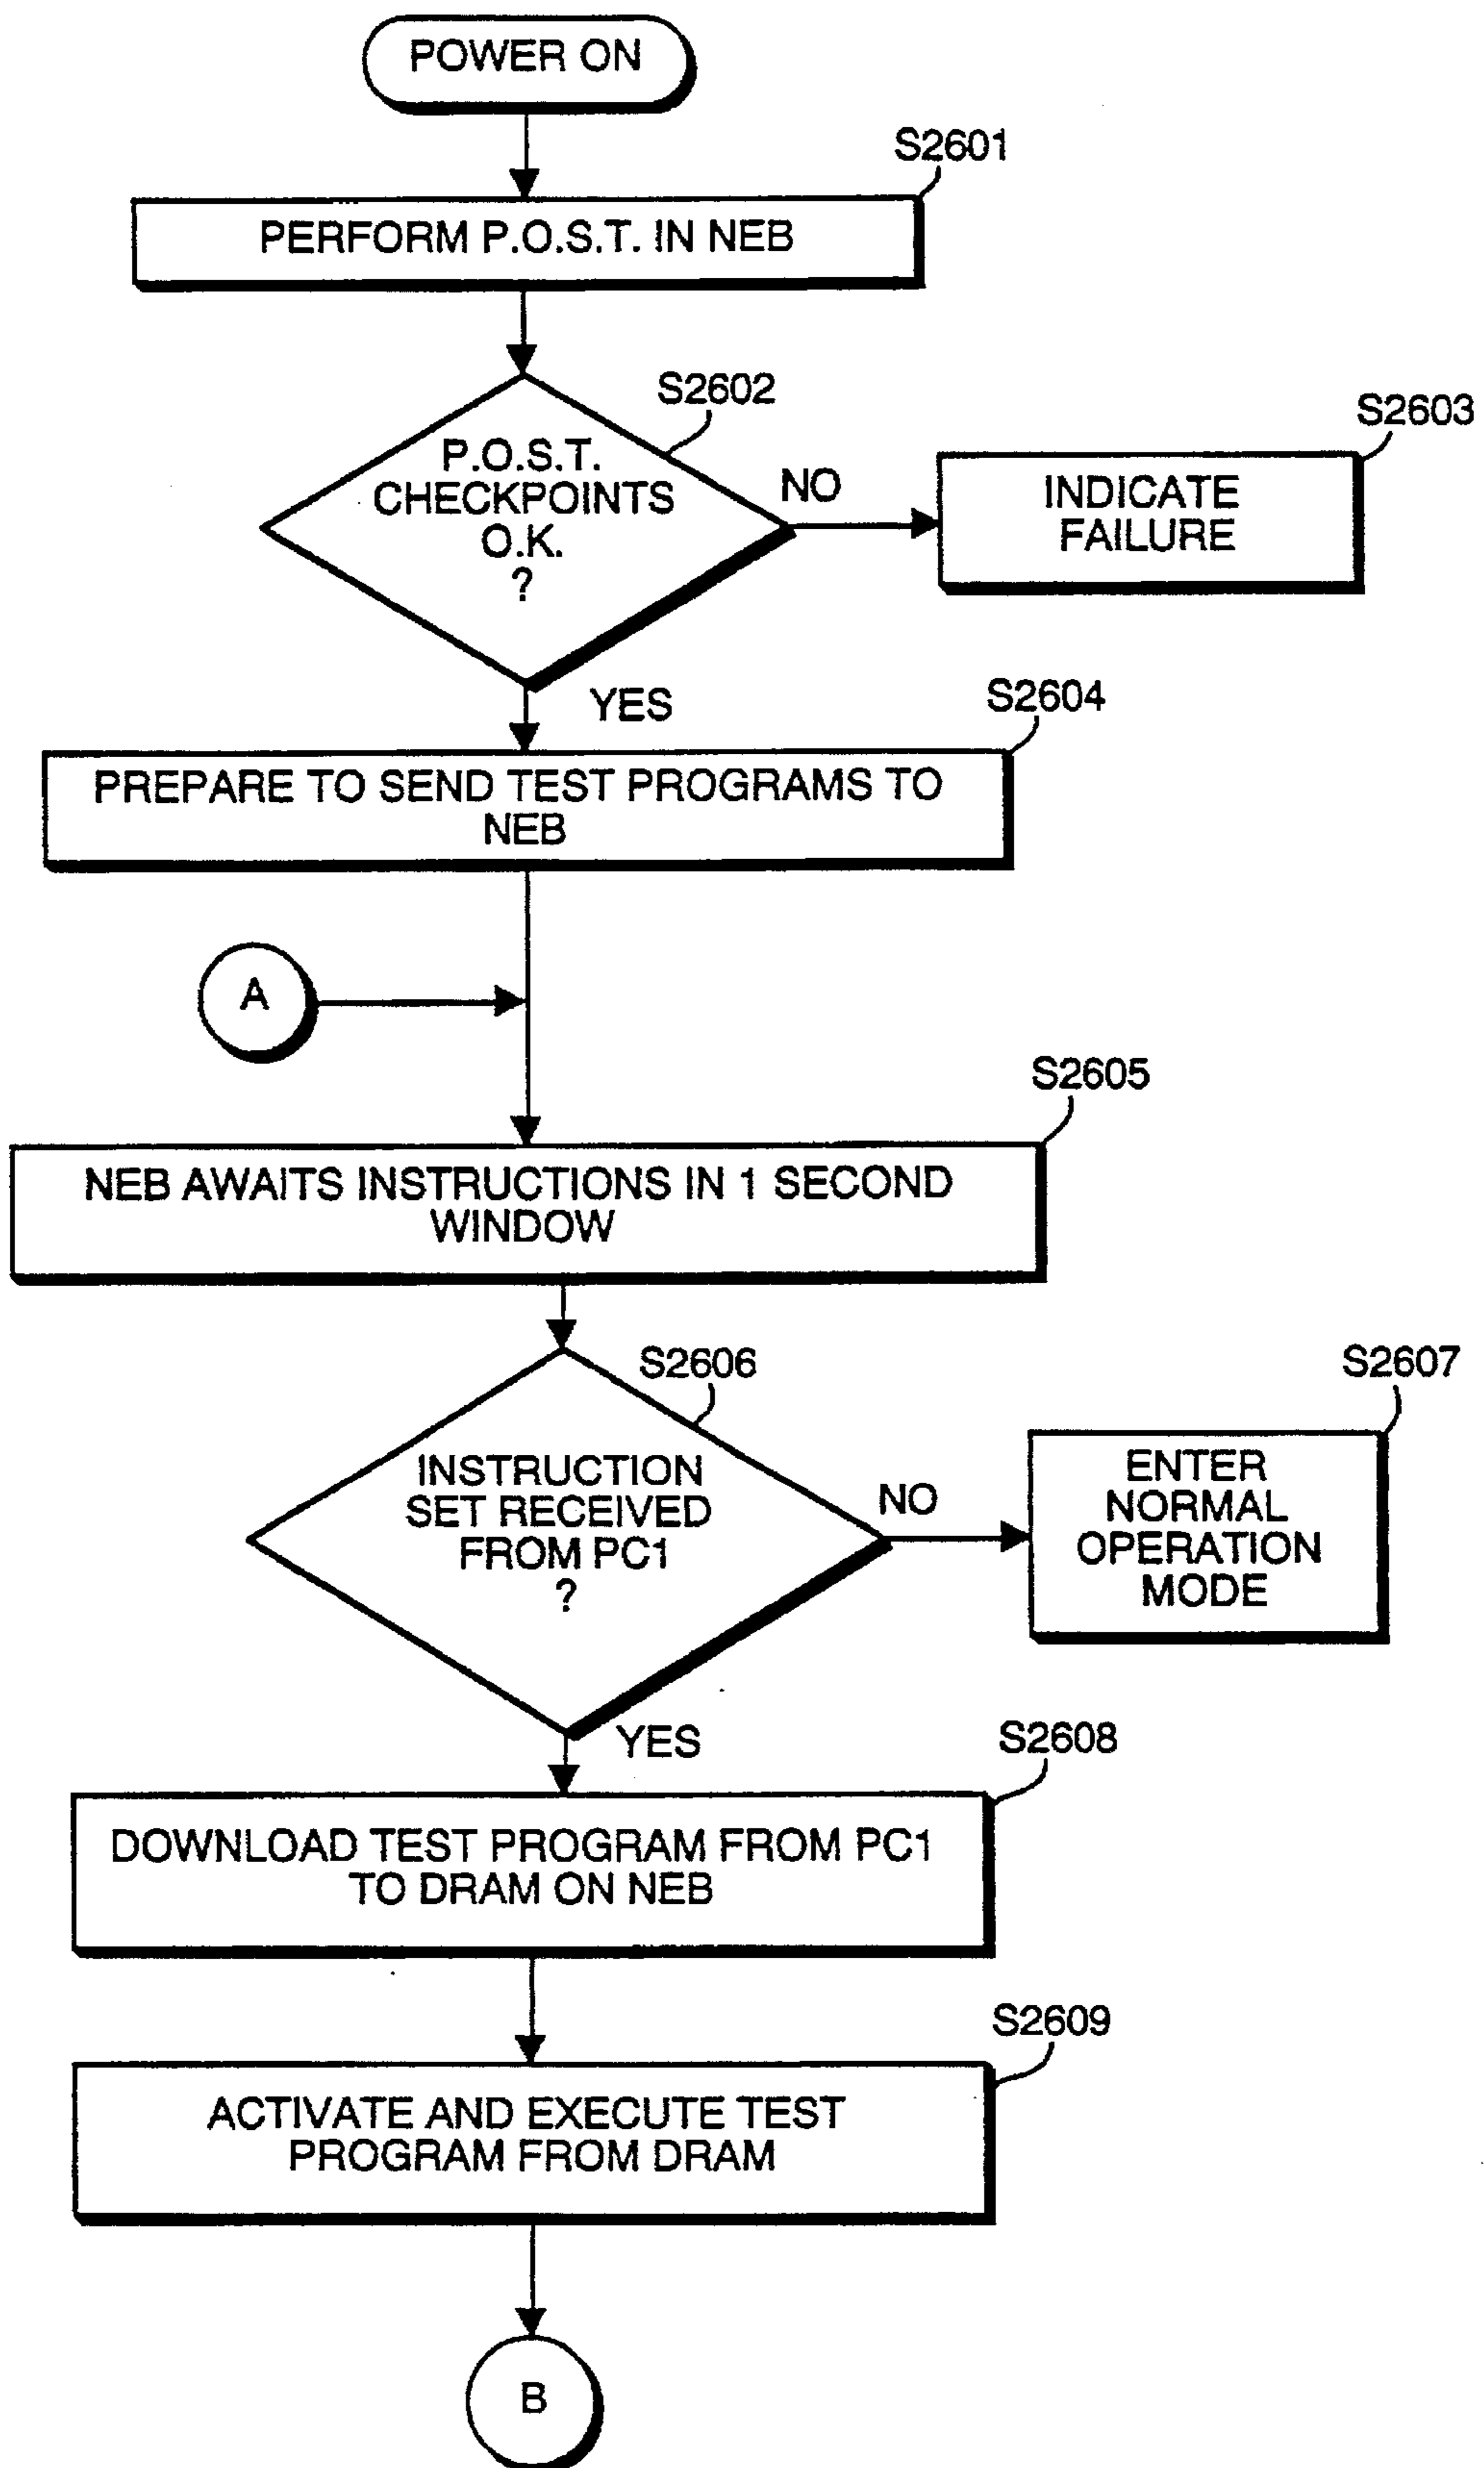 POWER ON
S2601
PERFORM P.O.S.T. IN NEB
S2602
P.O.S.T.
CHECKPOINTS
O.K.
?
NO
S2603
INDICATE
FAILURE
YES
S2604
PREPARE TO SEND TEST PROGRAMS TO
NEB
A
S2605
NEB AWAITS INSTRUCTIONS IN 1 SECOND
WINDOW
S2606
INSTRUCTION
SET RECEIVED
FROM PC1
?
NO
S2607
ENTER
NORMAL
OPERATION
MODE
YES
S2608
DOWNLOAD TEST PROGRAM FROM PC1
TO DRAM ON NEB
S2609
ACTIVATE AND EXECUTE TEST
PROGRAM FROM DRAM
B